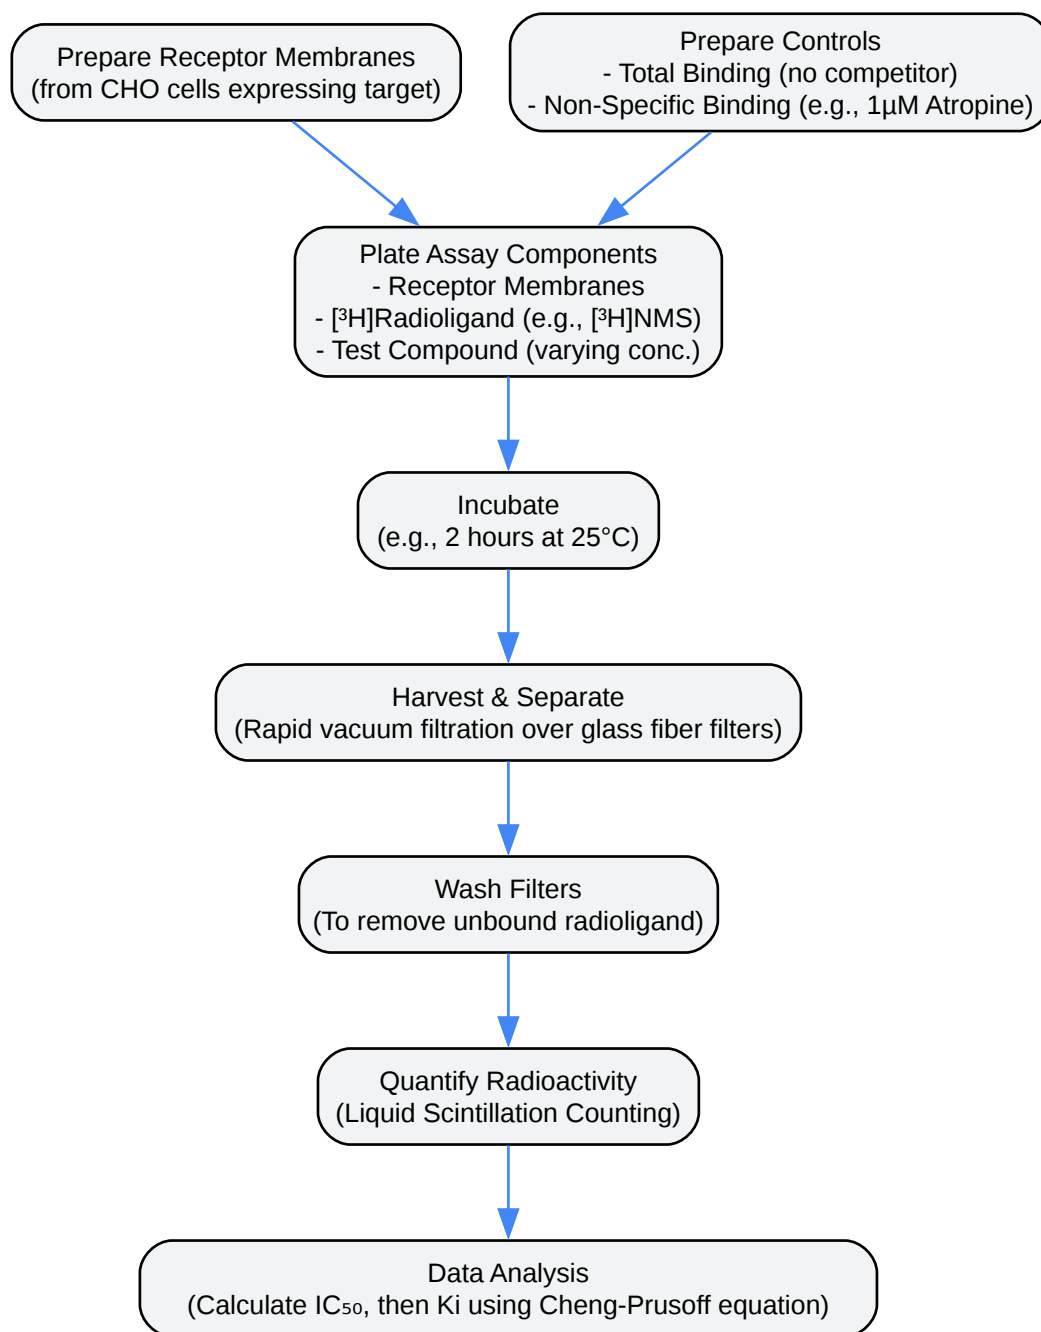 Prepare Receptor Membranes
(from CHO cells expressing target)
Prepare Controls
- Total Binding (no competitor)
- Non-Specific Binding (e.g., 1µM Atropine)
Plate Assay Components
- Receptor Membranes
- [³H]Radioligand (e.g., [³H]NMS)
- Test Compound (varying conc.)
Incubate
(e.g., 2 hours at 25°C)
Harvest & Separate
(Rapid vacuum filtration over glass fiber filters)
Wash Filters
(To remove unbound radioligand)
Quantify Radioactivity
(Liquid Scintillation Counting)
Data Analysis
(Calculate IC₅₀, then Ki using Cheng-Prusoff equation)